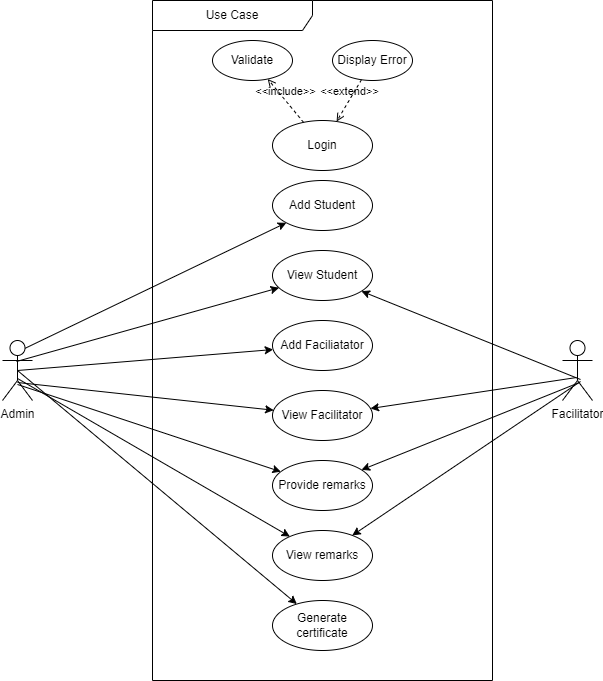 Use Case
Validate
Display Error
<<include>>
<<extend>>
Login
Add Student
View Student
Add Faciliatator
View Facilitator
Admin
Facilitator
Provide remarks
View remarks
Generate
certificate